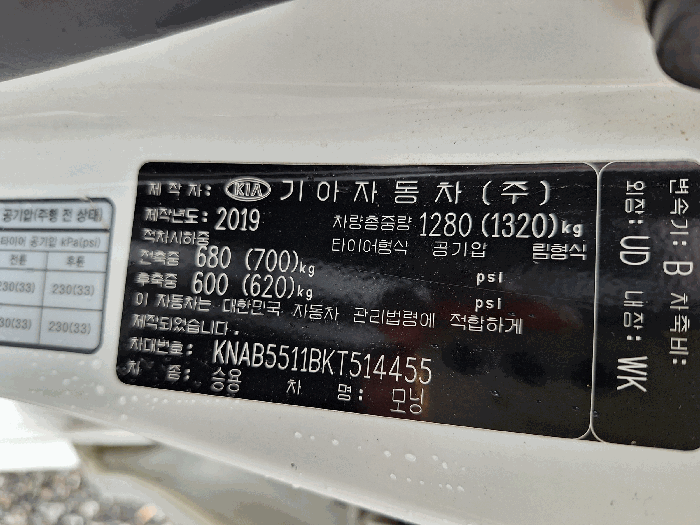 공기압(주행 전 상태)
타이어 공기압 kPa(psi)
전륜 후륜
230(33) 230(33)
230(33) 230(33)
제 작 자: KIA 기아자동차 (주)
제작년도: 2019 차량총중량 1280 (1320)kg
적차시하중 타이어형식 공기압 림형식
전축중 680 (700)kg psi
후축중 600 (620)kg psi
이 자동차는 대한민국 자동차 관리법령에 적합하게
제작되었습니다.
차대번호: KNAB5511BKT514455
차 종: 승용 차 명: 모닝
변속기: B 차축비:
외장: UD 내장: WK